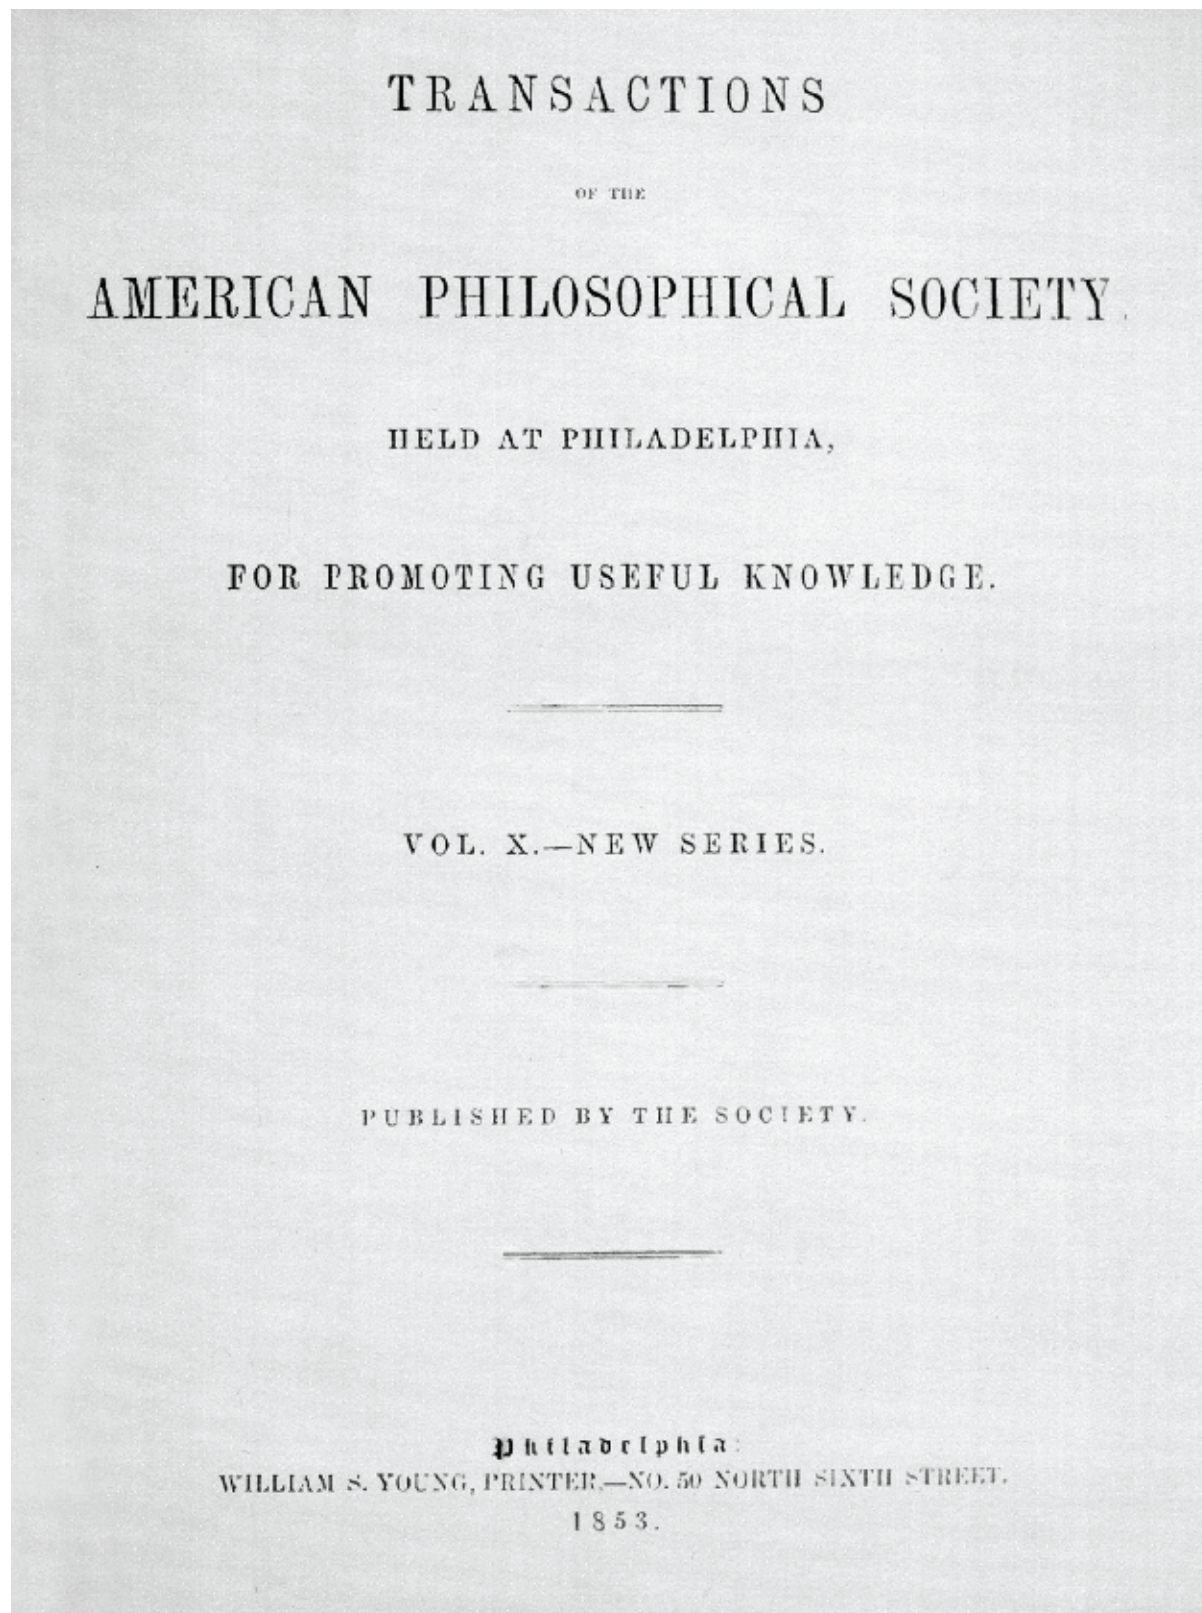 TRANSACTIONS
OF THE
AMERICAN PHILOSOPHICAL SOCIETY.
HELD AT PHILADELPHIA,
FOR PROMOTING USEFUL KNOWLEDGE.
VOL. X.—NEW SERIES.
PUBLISHED BY THE SOCIETY.
Philadelphia:
WILLIAM S. YOUNG, PRINTER,—NO. 50 NORTH SIXTH STREET.
1853.